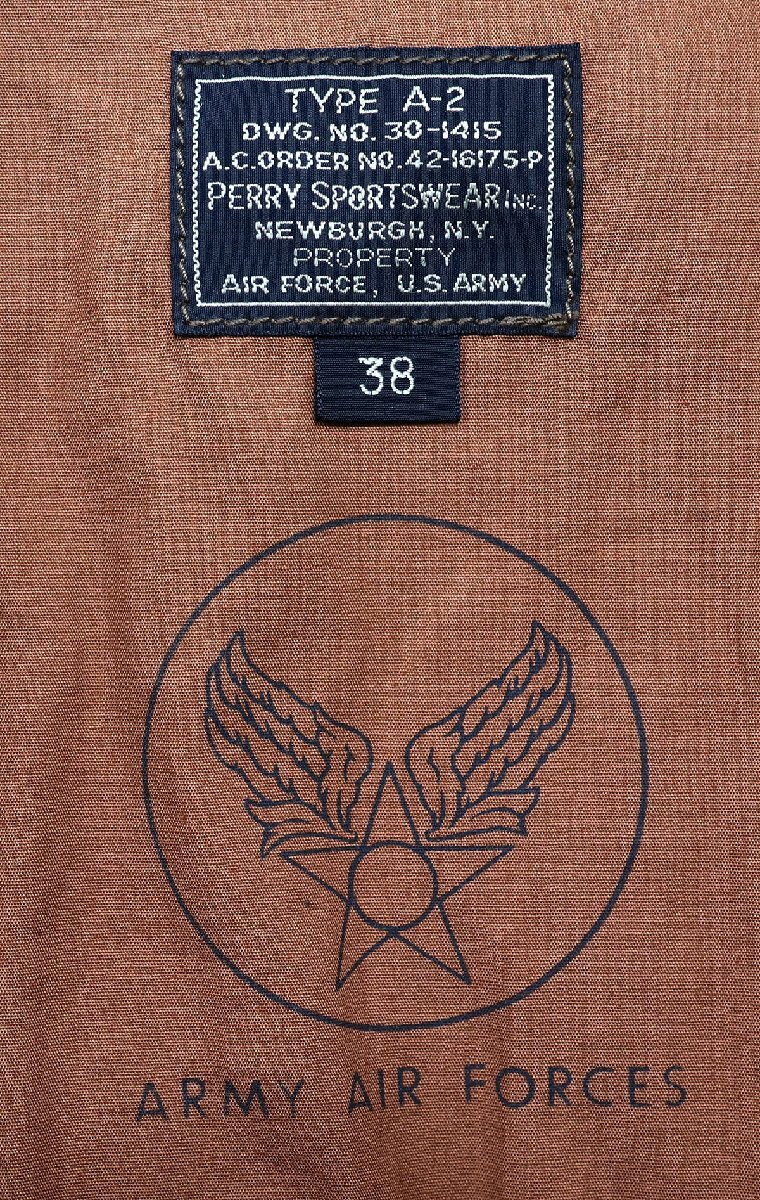 TYPE A-2
DWG. NO. 30-1415
A.C. ORDER NO. 42-16175-P
PERRY SPORTSWEAR INC.
NEWBURGH, N.Y.
PROPERTY
AIR FORCE, U.S. ARMY
38
ARMY AIR FORCES